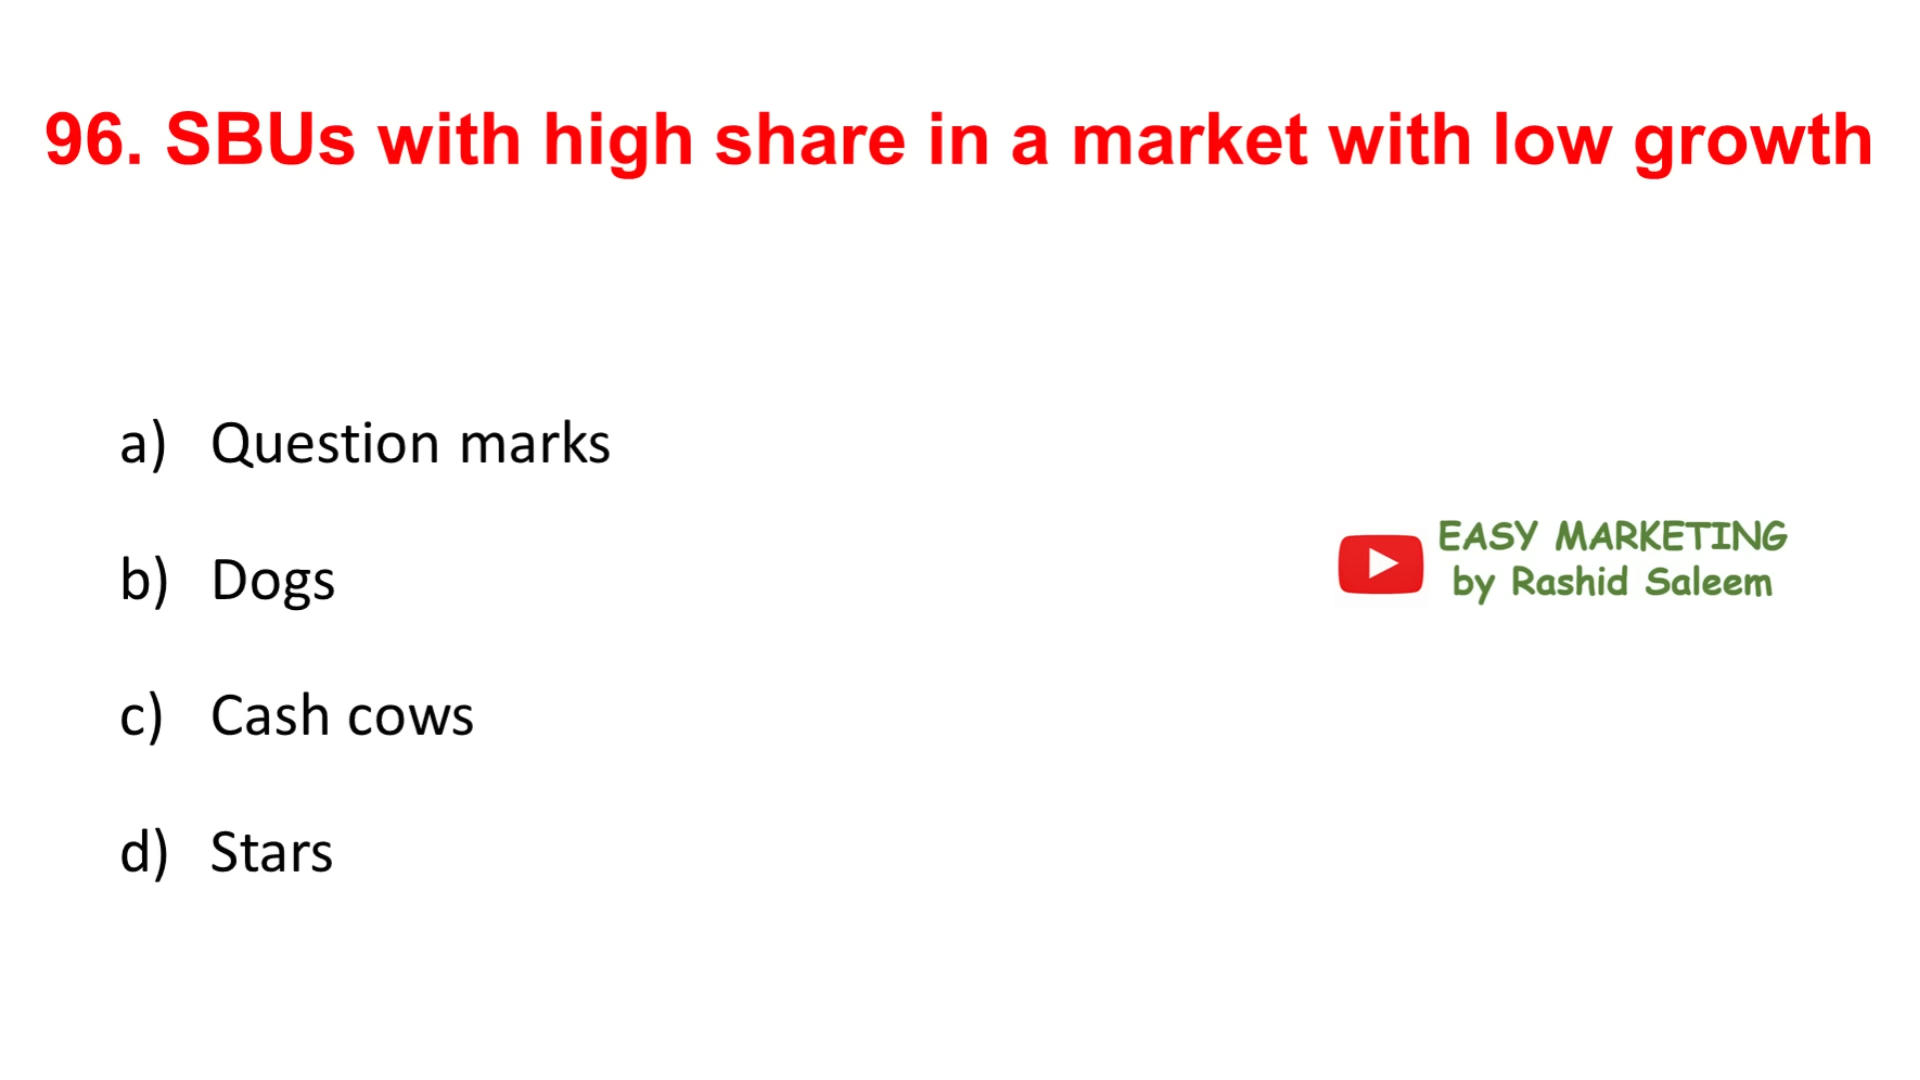 96. SBUs with high share in a market with low growth
a) Question marks
b) Dogs
c) Cash cows
d) Stars
EASY MARKETING
by Rashid Saleem